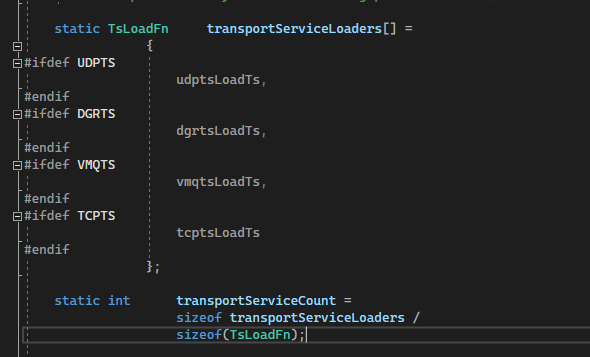 static TsLoadFn transportServiceLoaders[] =
{
#ifdef UDPTS
udptsLoadTs,
#endif
#ifdef DGRTS
dgrtsLoadTs,
#endif
#ifdef VMQTS
vmqtsLoadTs,
#endif
#ifdef TCPTS
tcptsLoadTs
#endif
};
static int transportServiceCount =
sizeof transportServiceLoaders /
sizeof(TsLoadFn);